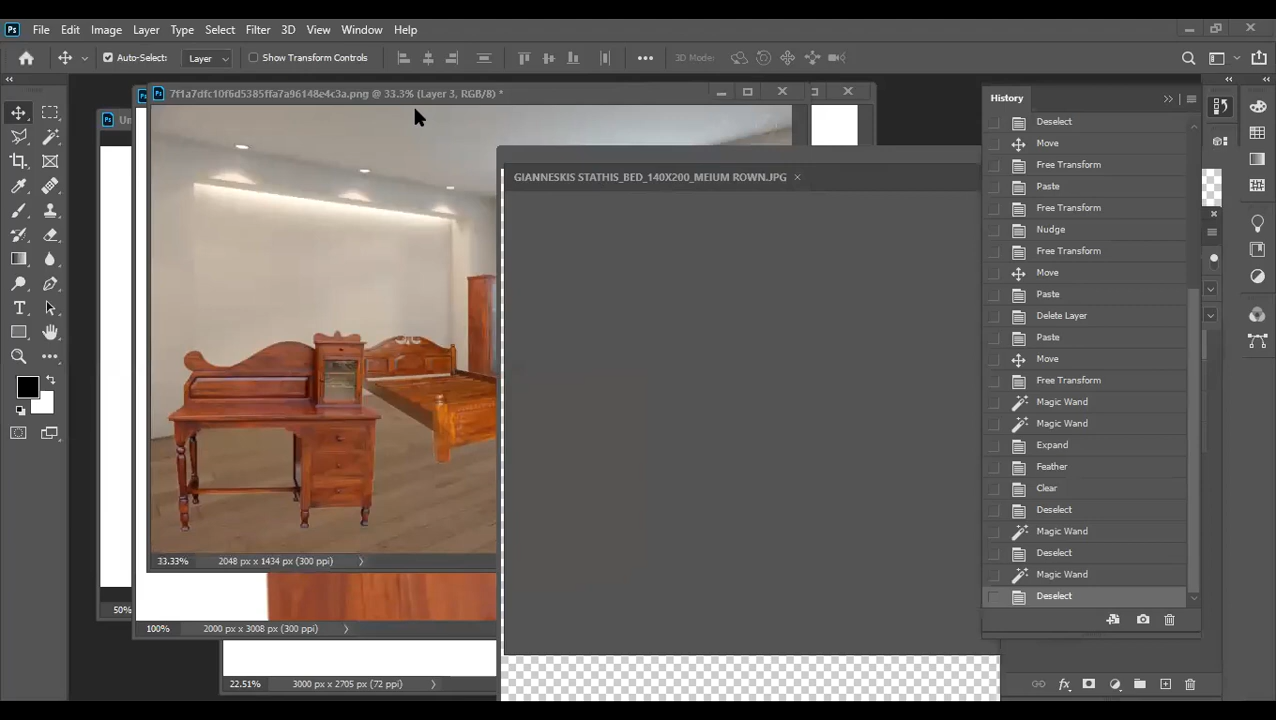 Ps File Edit Image Layer Type Select Filter 3D View Window Help
Auto-Select: Layer Show Transform Controls 3D Mode:
7f1a7dfc10f6d5385ffa7a96148e4c3a.png @ 33.3% (Layer 3, RGB/8) *
GIANNESKIS STATHIS_BED_140X200_MEIUM ROWN.JPG
History
Deselect
Move
Free Transform
Paste
Free Transform
Nudge
Free Transform
Move
Paste
Delete Layer
Paste
Move
Free Transform
Magic Wand
Magic Wand
Expand
Feather
Clear
Deselect
Magic Wand
Deselect
Magic Wand
Deselect
33.33% 2048 px x 1434 px (300 ppi)
50%
100% 2000 px x 3008 px (300 ppi)
22.51% 3000 px x 2705 px (72 ppi)
fx